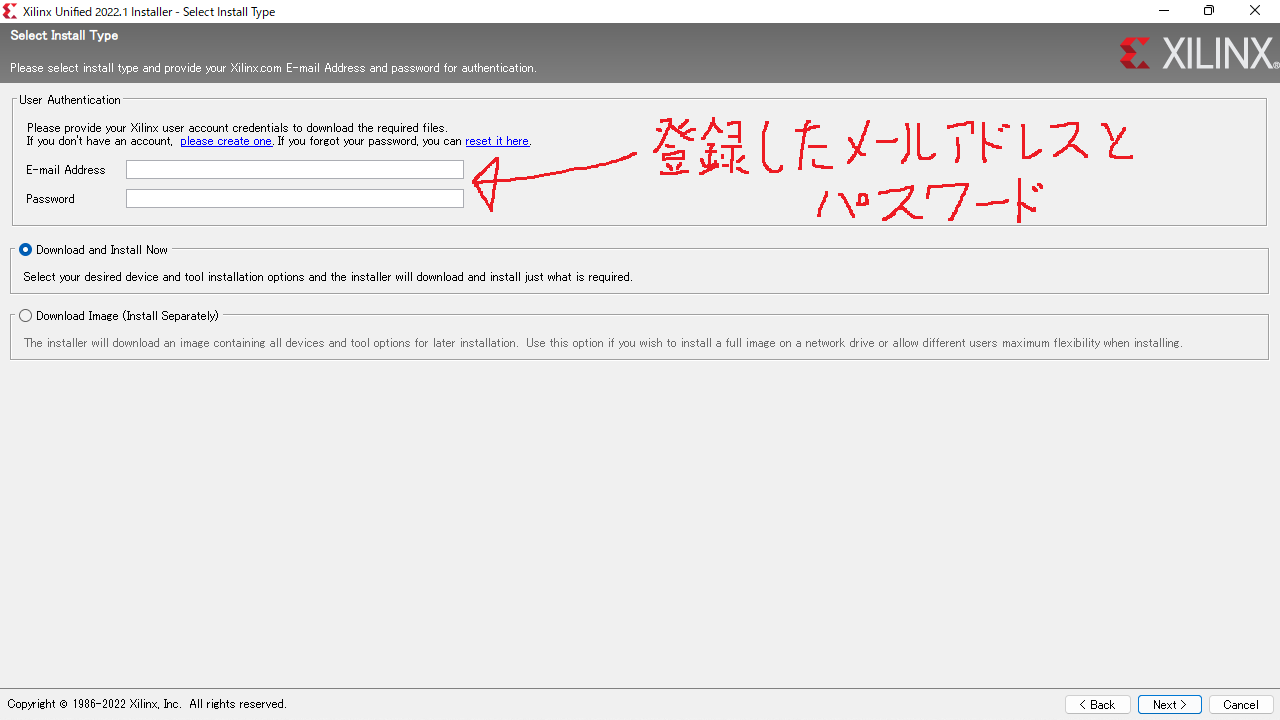 Xilinx Unified 2022.1 Installer - Select Install Type
Select Install Type
Please select install type and provide your Xilinx.com E-mail Address and password for authentication.
XILINX®
User Authentication
Please provide your Xilinx user account credentials to download the required files.
If you don't have an account, please create one. If you forgot your password you can reset it here.
E-mail Address
Password
登録したメールアドレスと
パスワード
Download and Install Now
Select your desired device and tool installation options and the installer will download and install just what is required.
Download Image (Install Separately)
The installer will download an image containing all devices and tool options for later installation. Use this option if you wish to install a full image on a network drive or allow different users maximum flexibility when installing.
Copyright © 1986-2022 Xilinx, Inc. All rights reserved.
< Back
Next >
Cancel